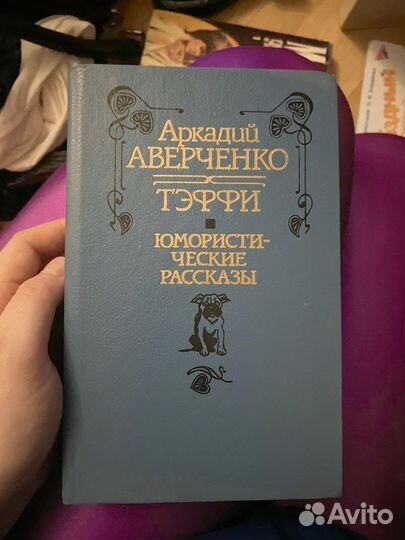 Аркадий
АВЕРЧЕНКО
ТЭФФИ
ЮМОРИСТИ-
ЧЕСКИЕ
РАССКАЗЫ
Avito